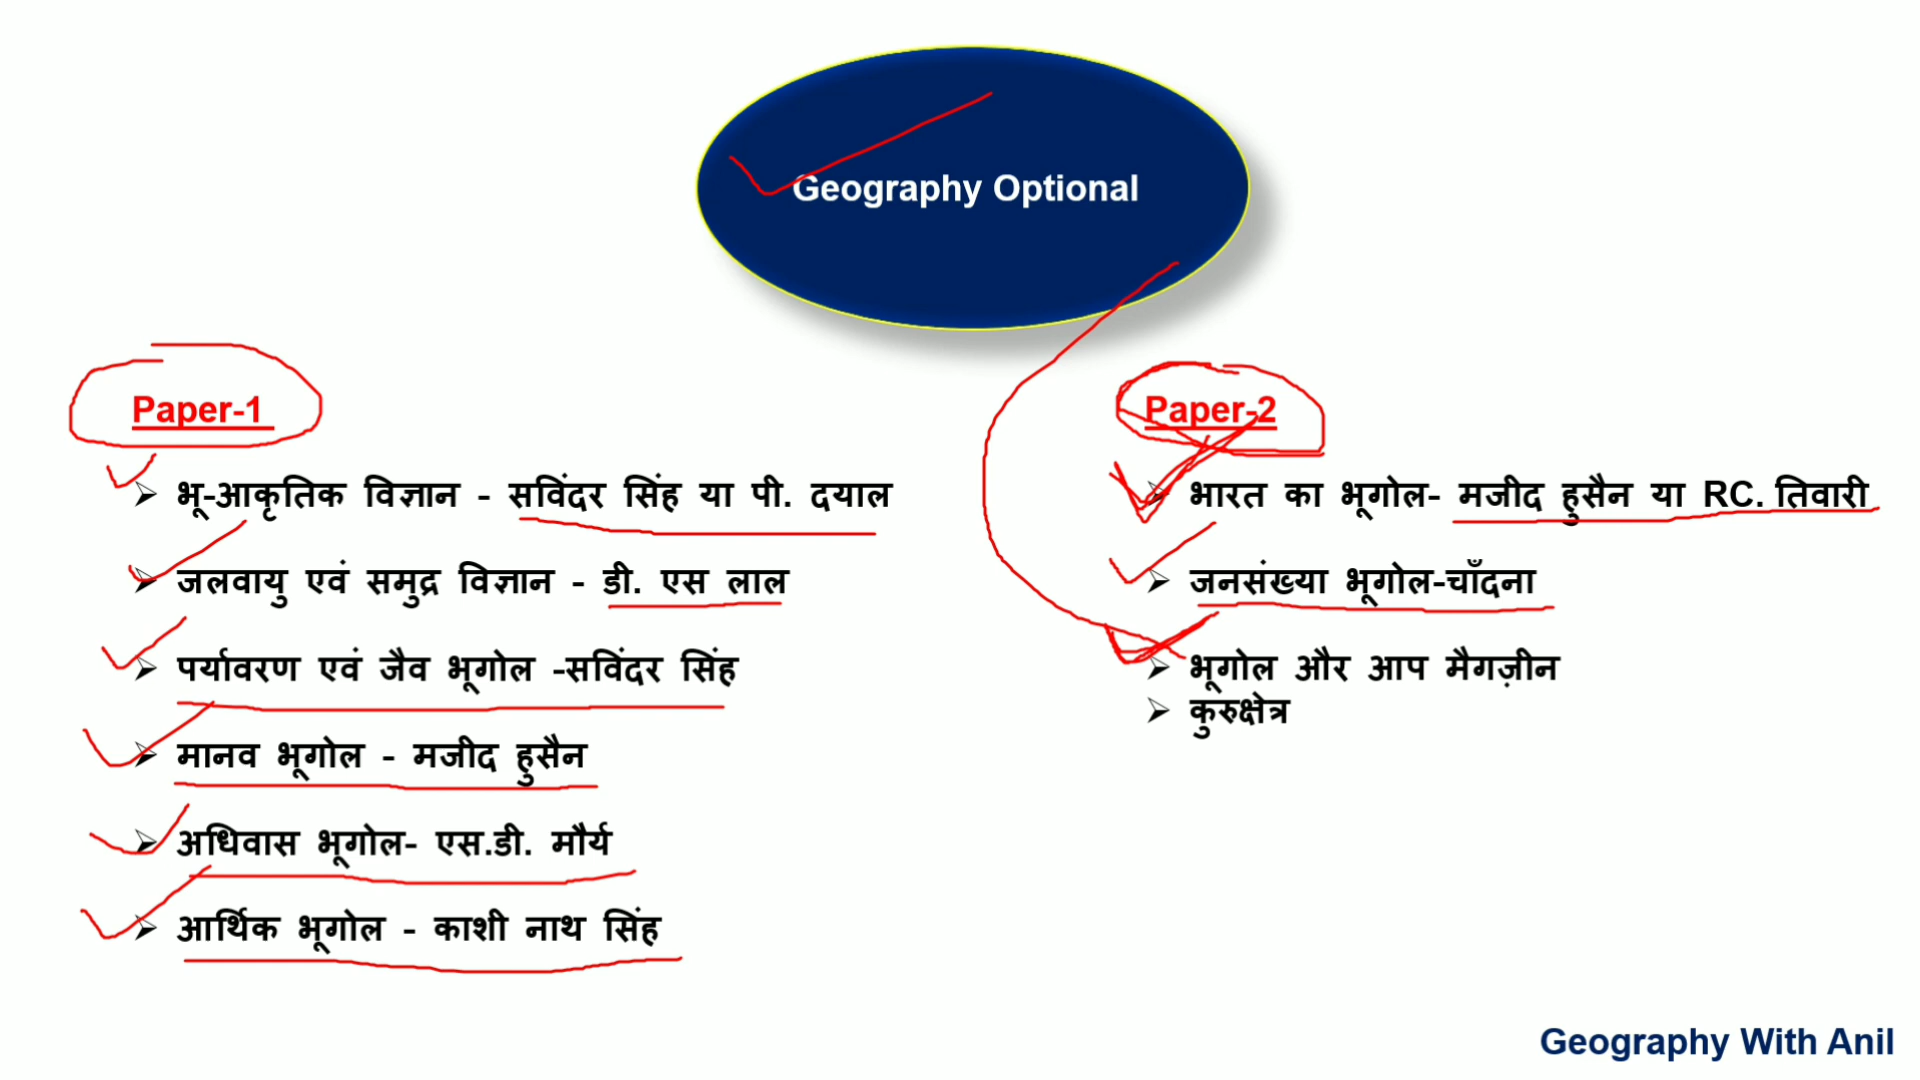 Geography Optional
Paper-1
भू-आकृतिक विज्ञान - सविंदर सिंह या पी. दयाल
जलवायु एवं समुद्र विज्ञान - डी. एस लाल
पर्यावरण एवं जैव भूगोल -सविंदर सिंह
मानव भूगोल - मजीद हुसैन
अधिवास भूगोल- एस.डी. मौर्य
आर्थिक भूगोल - काशी नाथ सिंह
Paper-2
भारत का भूगोल- मजीद हुसैन या RC. तिवारी
जनसंख्या भूगोल-चाँदना
भूगोल और आप मैगज़ीन
कुरुक्षेत्र
Geography With Anil